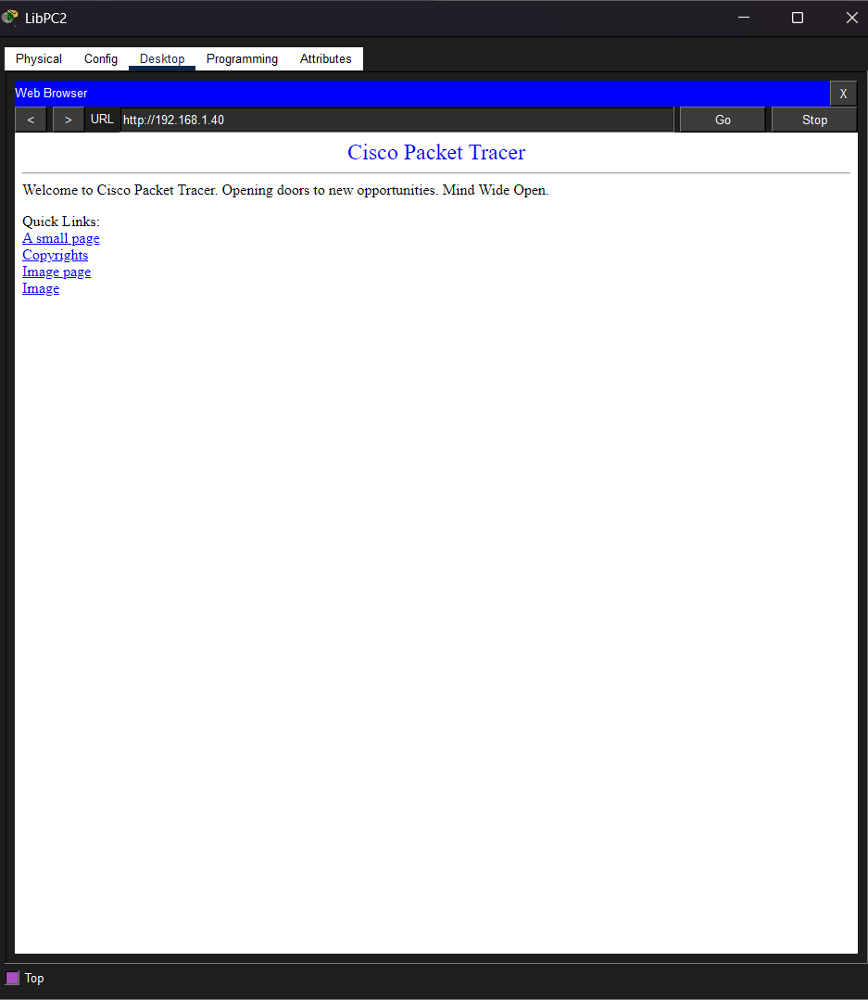 LibPC2
Physical Config Desktop Programming Attributes
Web Browser X
< > URL http://192.168.1.40 Go Stop
Cisco Packet Tracer
Welcome to Cisco Packet Tracer. Opening doors to new opportunities. Mind Wide Open.
Quick Links:
A small page
Copyrights
Image page
Image
Top